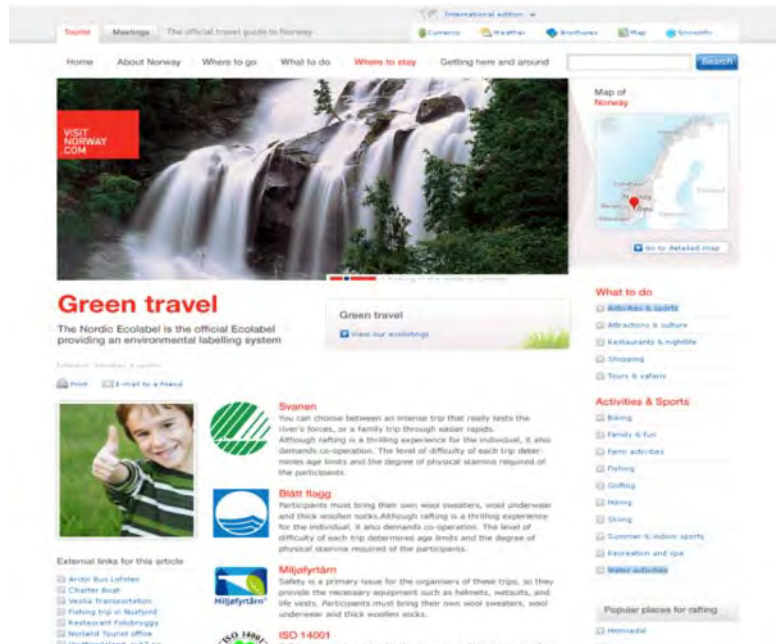 International edition
Tourist
Meetings
The official travel guide to Norway
Currency
Weather
Brochures
Map
Home
About Norway
Where to go
What to do
Where to stay
Getting here and around
Search
VISIT
NORWAY
.COM
Map of
Norway
Go to detailed map
Green travel
The Nordic Ecolabel is the official Ecolabel
providing an environmental labelling system
Green travel
View our ecolistings
Print
E-mail to a friend
Svanen
You can choose between an intense trip that really tests the
river's forces, or a family trip through easier rapids.
Although rafting is a thrilling experience for the individual, it also
demands co-operation. The level of difficulty of each trip deter-
mines age limits and the degree of physical stamina required of
the participants.
Blått flagg
Participants must bring their own wool sweaters, wool underwear
and thick woollen socks.Although rafting is a thrilling experience
for the individual, it also demands co-operation. The level of
difficulty of each trip determines age limits and the degree of
physical stamina required of the participants.
Miljøfyrtårn
Miljøfyrtårn
Safety is a primary issue for the organisers of these trips, so they
provide the necessary equipment such as helmets, wetsuits, and
life vests. Participants must bring their own wool sweaters, wool
underwear and thick woollen socks.
ISO 14001
ISO 14001
External links for this article
Arctic Bus Lofoten
Charter Boat
Transportation
Fishing trip in Nusfjord
Restaurant
Norland Tourist office
What to do
Activities & sports
Attractions & culture
Restaurants & nightlife
Shopping
Tours & safaris
Activities & Sports
Biking
Family & fun
Farm activities
Fishing
Golfing
Hiking
Skiing
Summer & indoor sports
Recreation and spa
Water activities
Popular places for rafting
Hemsedal